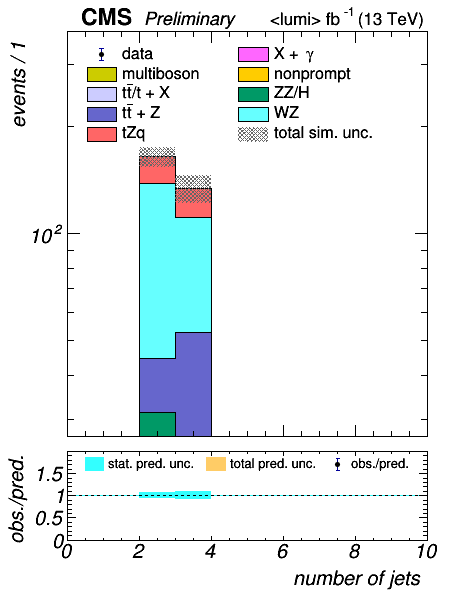 CMS Preliminary <lumi> fb⁻¹ (13 TeV)
events / 1
data
X + γ
multiboson
nonprompt
tt̄/t + X
ZZ/H
tt̄ + Z
WZ
tZq
total sim. unc.
10²
obs./pred.
stat. pred. unc. total pred. unc. obs./pred.
1.5
1
0.5
0
0 2 4 6 8 10
number of jets